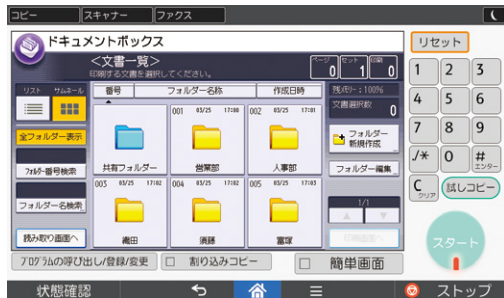 コピー スキャナー ファクス
ドキュメントボックス
リセット
<文書一覧>
印刷する文書を選択してください。
ページ セット 印刷
0 1 0
リスト サムネール
番号 フォルダー名称 作成日時
残メモリー:100%
文書選択数
0
全フォルダー表示
フォルダー番号検索
フォルダー名検索
読み取り画面へ
共有フォルダー
001 03/25 17:00
営業部
002 03/25 17:01
人事部
003 03/25 17:02
織田
004 03/25 17:02
須藤
005 03/25 17:03
冨塚
フォルダー新規作成
フォルダー編集
1/1
印刷画面へ
プログラムの呼び出し/登録/変更
割り込みコピー
簡単画面
1 2 3
4 5 6
7 8 9
./* 0 #
エンター
C
クリア
試しコピー
スタート
状態確認
ストップ